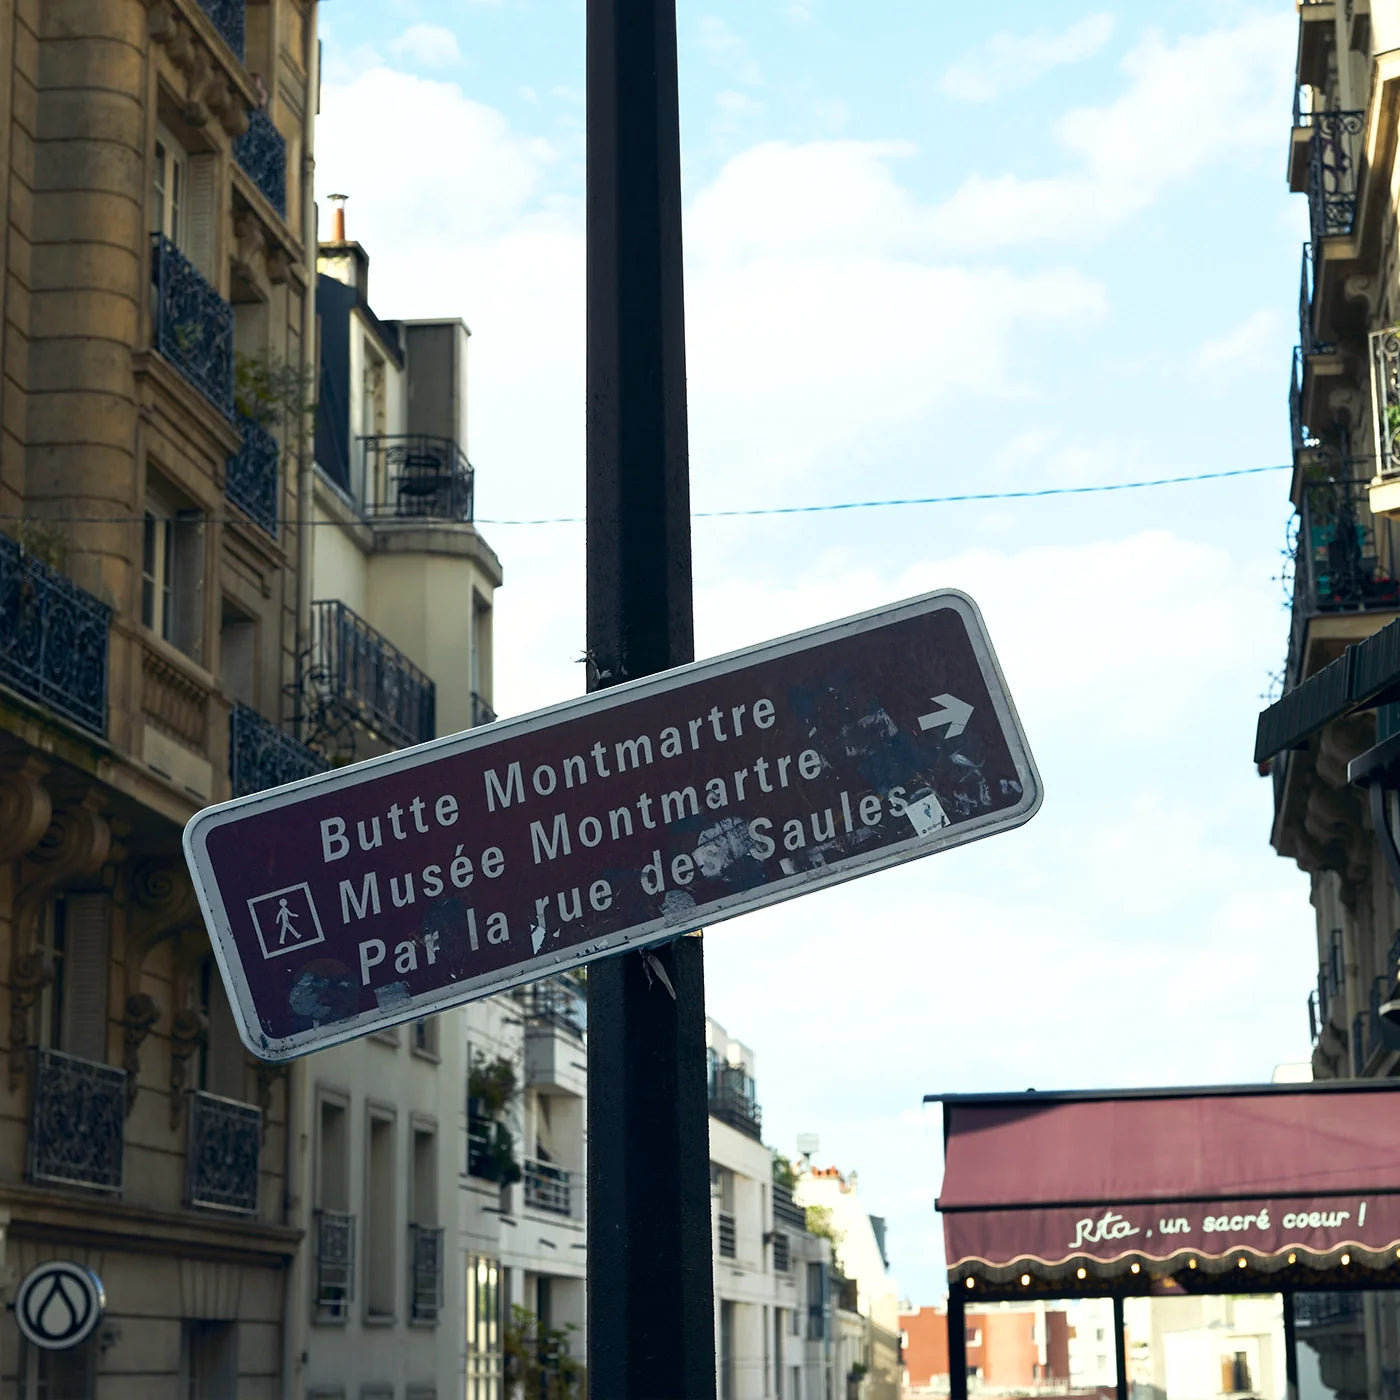 Butte Montmartre
Musée Montmartre
Par la rue des Saules
Rita, un sacré coeur !